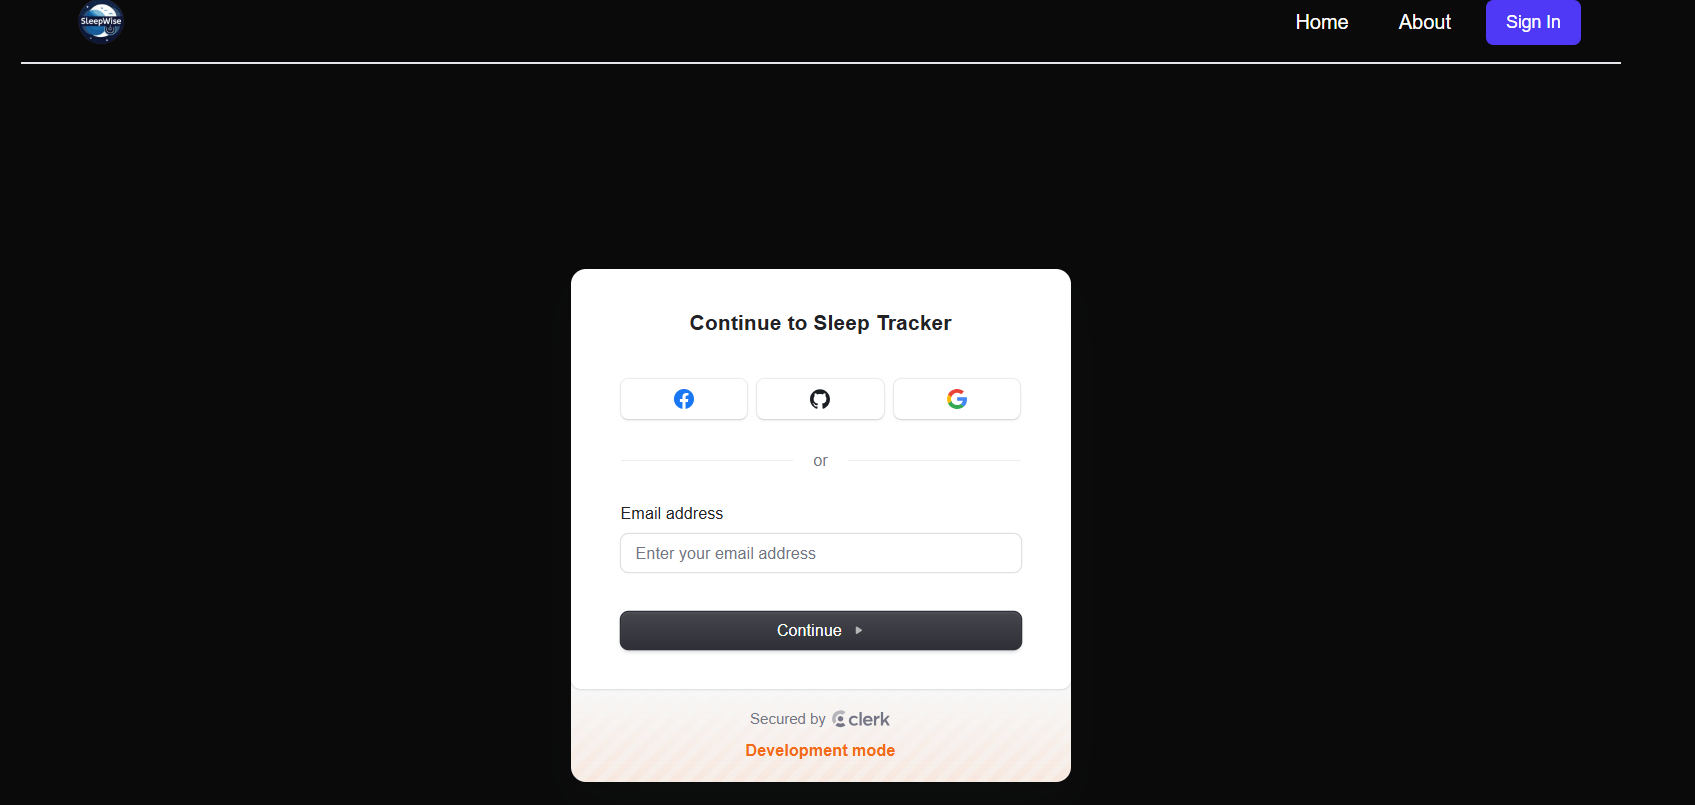 SleepWise
Home About Sign In
Continue to Sleep Tracker
or
Email address
Enter your email address
Continue
Secured by clerk
Development mode